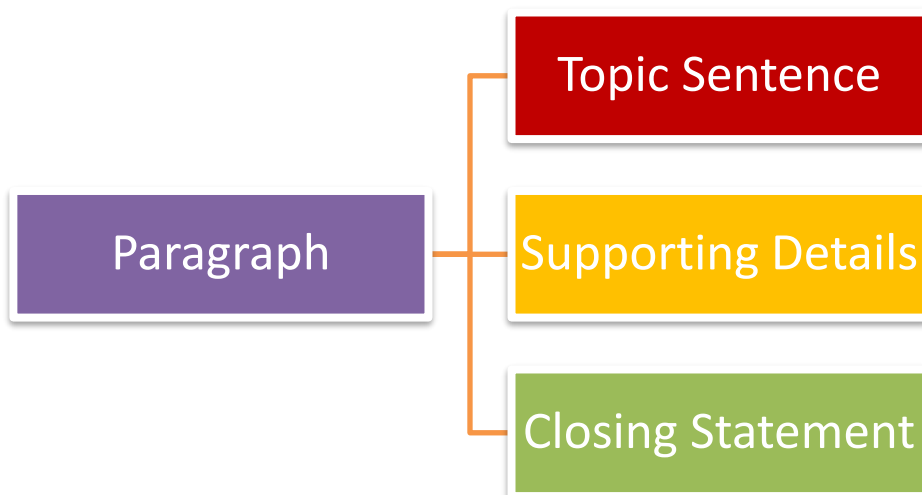 Paragraph
Topic Sentence
Supporting Details
Closing Statement